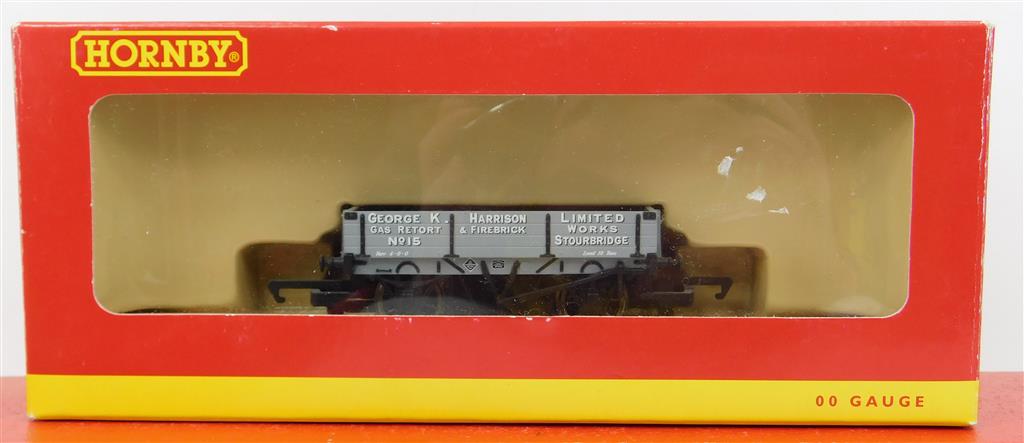 HORNBY®
GEORGE K. HARRISON LIMITED
GAS RETORT & FIREBRICK WORKS
No15 STOURBRIDGE
00 GAUGE